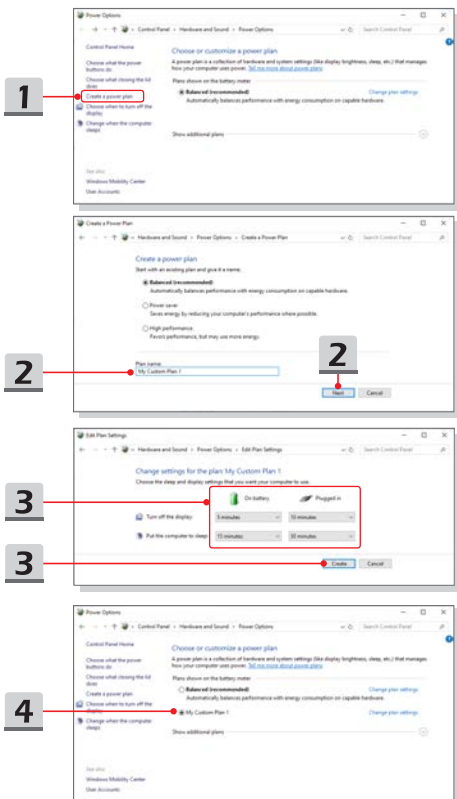 Power Options
Control Panel > Hardware and Sound > Power Options
Search Control Panel
Control Panel Home
Choose what the power
buttons do
Choose what closing the lid
does
Create a power plan
Choose when to turn off the
display
Change when the computer
sleeps
See also
Windows Mobility Center
User Accounts
Choose or customize a power plan
A power plan is a collection of hardware and system settings (like display brightness, sleep, etc.) that manages
how your computer uses power. Tell me more about power plans
Plans shown on the battery meter
Balanced (recommended)
Change plan settings
Automatically balances performance with energy consumption on capable hardware.
Show additional plans
1
Create a Power Plan
Hardware and Sound > Power Options > Create a Power Plan
Search Control Panel
Create a power plan
Start with an existing plan and give it a name.
Balanced (recommended)
Automatically balances performance with energy consumption on capable hardware.
Power saver
Saves energy by reducing your computer's performance where possible.
High performance
Favors performance, but may use more energy.
Plan name:
My Custom Plan 1
2
2
Next
Cancel
Edit Plan Settings
Hardware and Sound > Power Options > Edit Plan Settings
Search Control Panel
Change settings for the plan: My Custom Plan 1
Choose the sleep and display settings that you want your computer to use.
On battery
Plugged in
3
Turn off the display:
5 minutes
10 minutes
Put the computer to sleep:
15 minutes
30 minutes
3
Create
Cancel
Power Options
Control Panel > Hardware and Sound > Power Options
Search Control Panel
Control Panel Home
Choose what the power
buttons do
Choose what closing the lid
does
Create a power plan
Choose when to turn off the
display
Change when the computer
sleeps
See also
Windows Mobility Center
User Accounts
Choose or customize a power plan
A power plan is a collection of hardware and system settings (like display brightness, sleep, etc.) that manages
how your computer uses power. Tell me more about power plans
Plans shown on the battery meter
Balanced (recommended)
Change plan settings
Automatically balances performance with energy consumption on capable hardware.
4
My Custom Plan 1
Change plan settings
Show additional plans